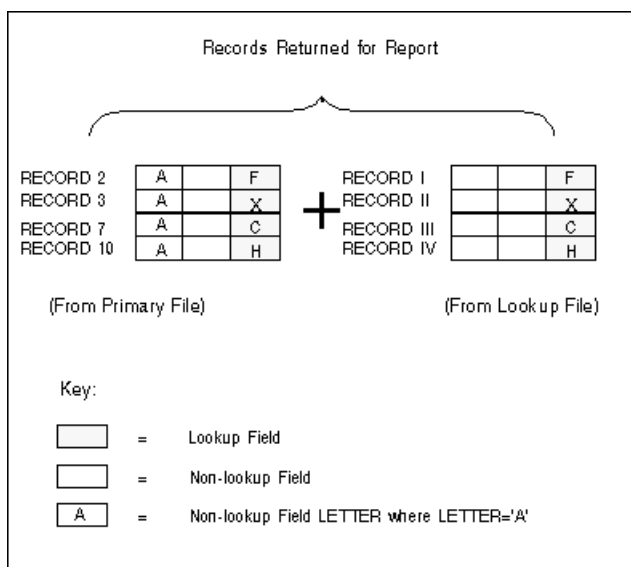 Records Returned for Report
RECORD 2 A F RECORD I F
RECORD 3 A X RECORD II X
RECORD 7 A C RECORD III C
RECORD 10 A H RECORD IV H
+
(From Primary File) (From Lookup File)
Key:
= Lookup Field
= Non-lookup Field
A = Non-lookup Field LETTER where LETTER='A'